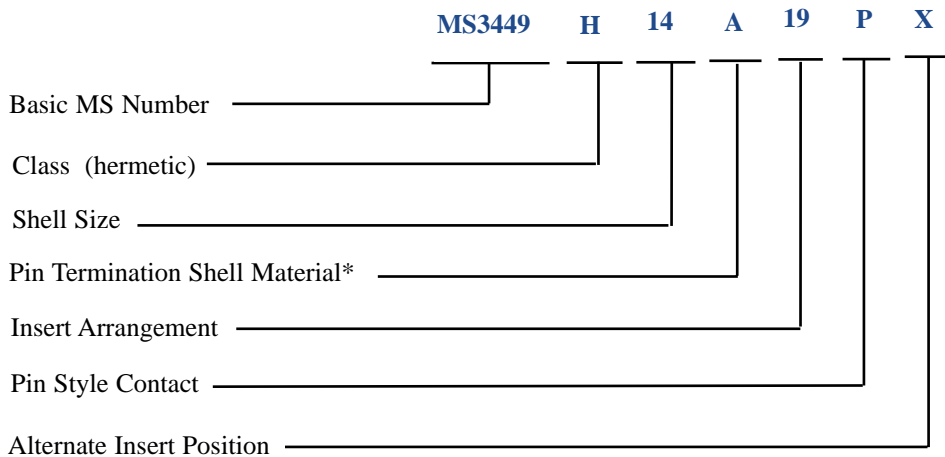 MS3449 H 14 A 19 P X
Basic MS Number
Class (hermetic)
Shell Size
Pin Termination Shell Material*
Insert Arrangement
Pin Style Contact
Alternate Insert Position